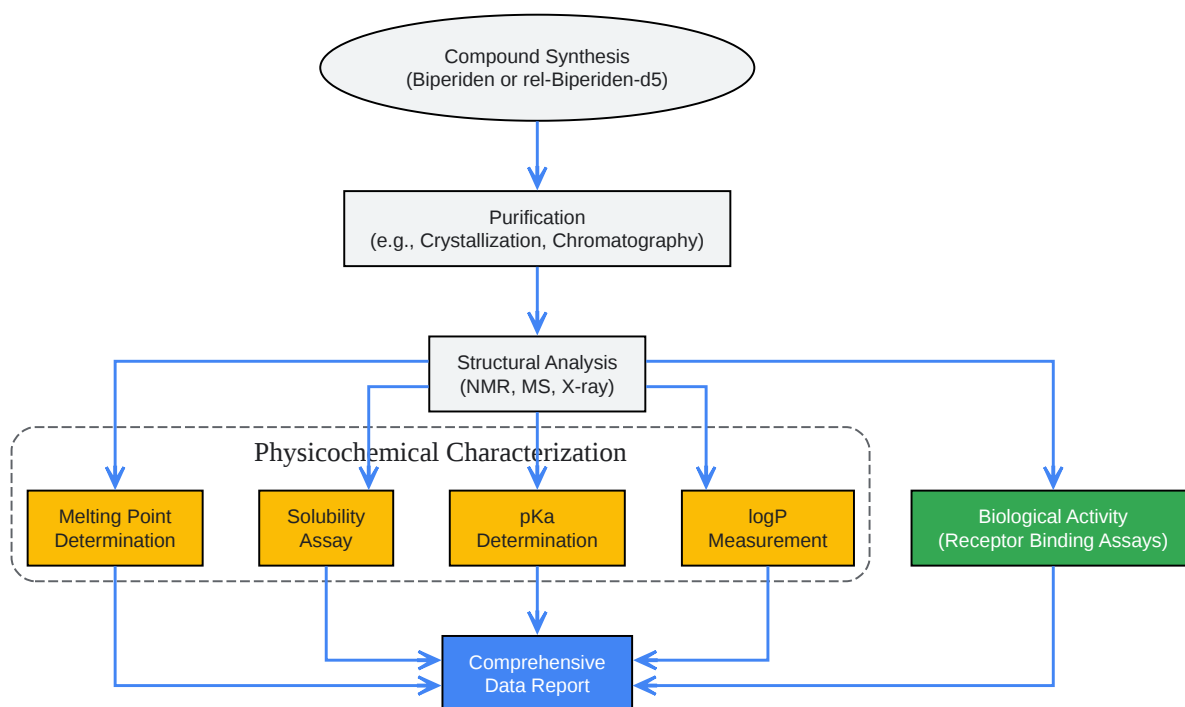 Compound Synthesis
(Biperiden or rel-Biperiden-d5)
Purification
(e.g., Crystallization, Chromatography)
Structural Analysis
(NMR, MS, X-ray)
Physicochemical Characterization
Melting Point
Determination
Solubility
Assay
pKa
Determination
logP
Measurement
Biological Activity
(Receptor Binding Assays)
Comprehensive
Data Report